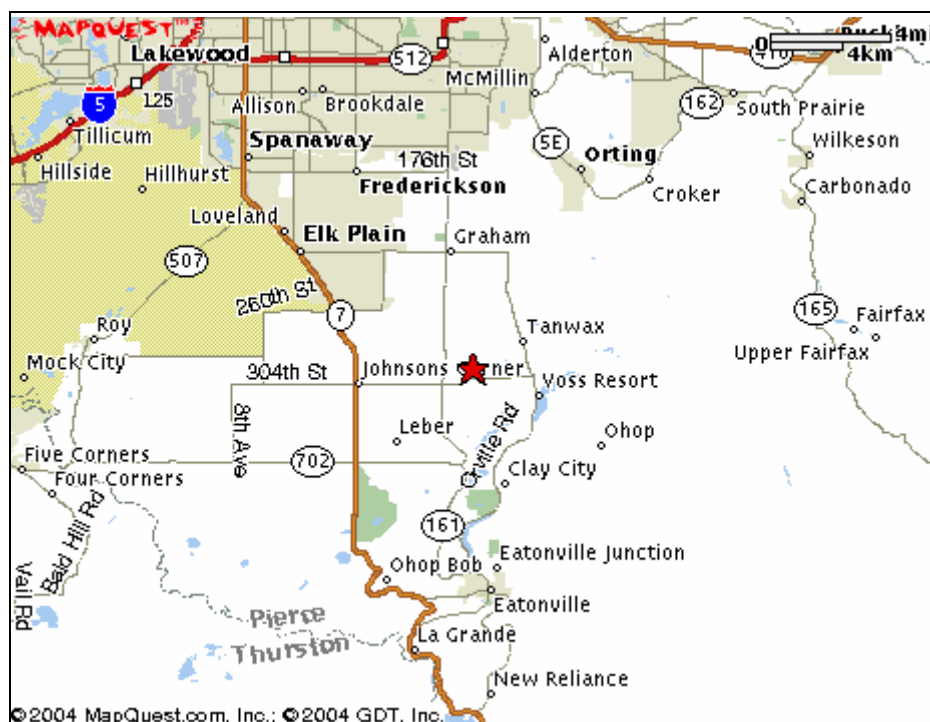 MAPQUEST
Lakewood
512
Alderton
4km
McMillin
5
125
Allison
Brookdale
162
South Prairie
Tillicum
Spanaway
5E
Orting
Wilkeson
176th St
Hillside
Hillhurst
Frederickson
Croker
Carbonado
Loveland
Elk Plain
Graham
507
260th St
7
165
Fairfax
Roy
Tanwax
Upper Fairfax
Mock City
304th St
Johnsons
Voss Resort
8th Ave
Leber
Ohop
Orville Rd
Five Corners
702
Clay City
Four Corners
Bald Hill Rd
161
Vail Rd
Ohop Bob
Eatonville Junction
Eatonville
Pierce
Thurston
La Grande
New Reliance
©2004 MapQuest.com, Inc.; ©2004 GDT, Inc.